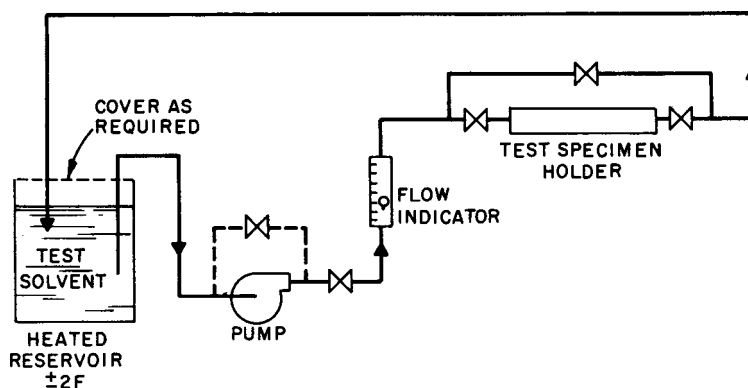 COVER AS
REQUIRED
TEST
SOLVENT
HEATED
RESERVOIR
±2F
PUMP
FLOW
INDICATOR
TEST SPECIMEN
HOLDER